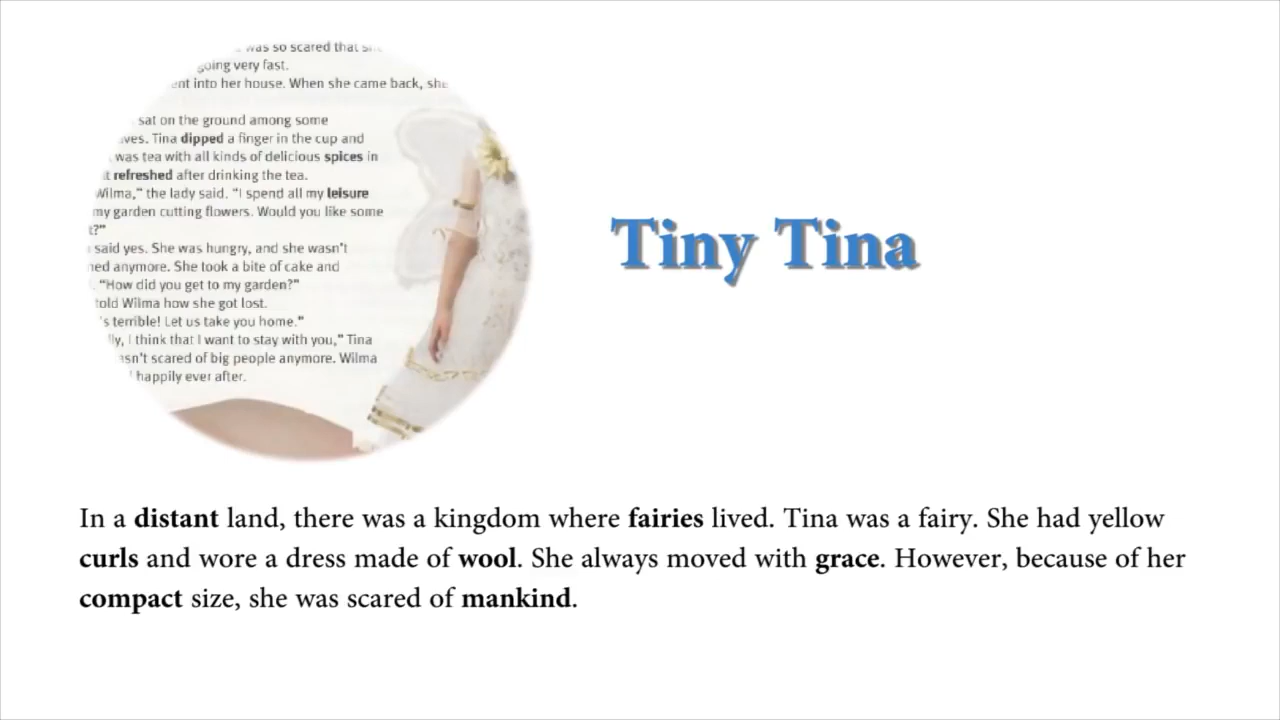 was so scared that
going very fast.
into her house. When she came back, she
sat on the ground among some
Tina dipped a finger in the cup and
was tea with all kinds of delicious spices in
refreshed after drinking the tea.
Wilma," the lady said. "I spend all my leisure
my garden cutting flowers. Would you like some
said yes. She was hungry, and she wasn't
anymore. She took a bite of cake and
"How did you get to my garden?"
told Wilma how she got lost.
terrible! Let us take you home."
I think that I want to stay with you," Tina
scared of big people anymore. Wilma
happily ever after.
Tiny Tina
In a distant land, there was a kingdom where fairies lived. Tina was a fairy. She had yellow
curls and wore a dress made of wool. She always moved with grace. However, because of her
compact size, she was scared of mankind.